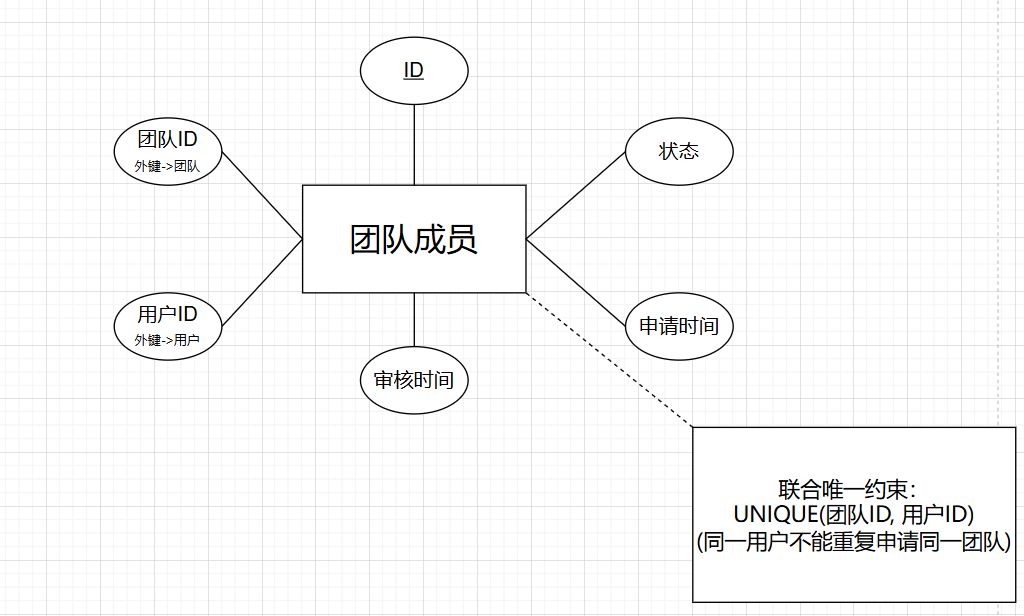 ID
团队ID
外键->团队
状态
团队成员
用户ID
外键->用户
申请时间
审核时间
联合唯一约束：
UNIQUE(团队ID, 用户ID)
(同一用户不能重复申请同一团队)